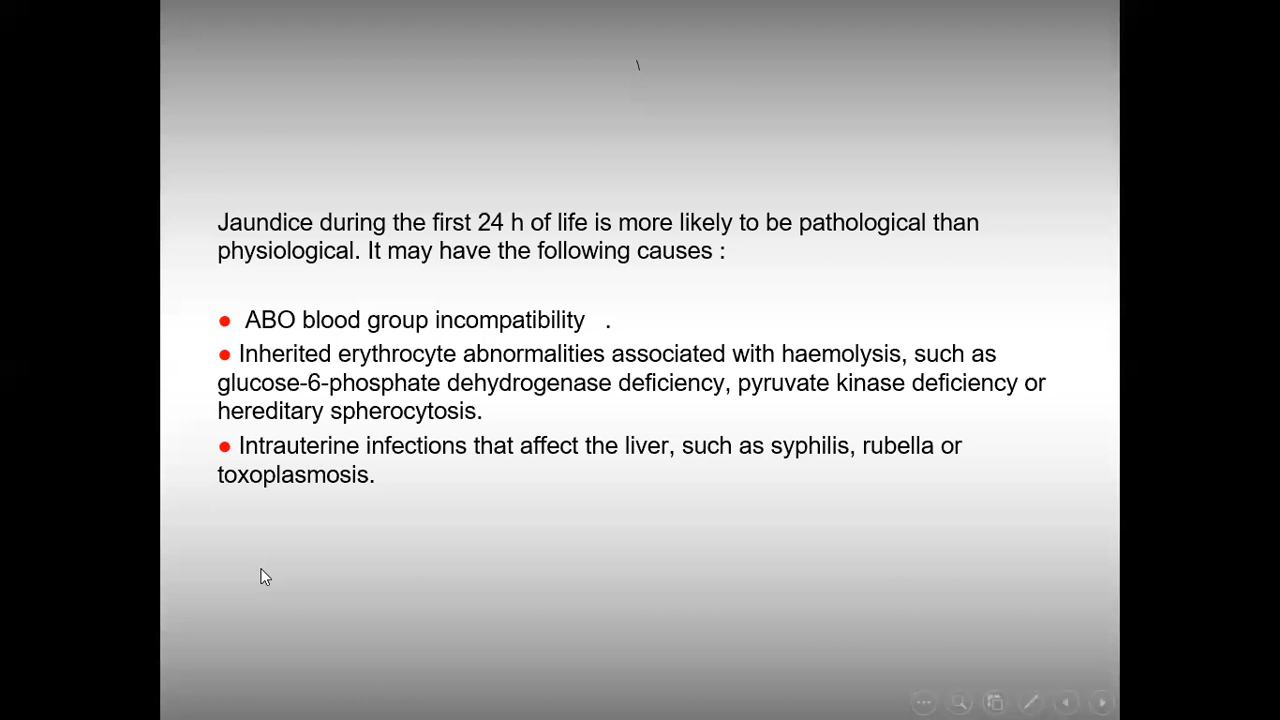 \
Jaundice during the first 24 h of life is more likely to be pathological than
physiological. It may have the following causes :
● ABO blood group incompatibility .
● Inherited erythrocyte abnormalities associated with haemolysis, such as
glucose-6-phosphate dehydrogenase deficiency, pyruvate kinase deficiency or
hereditary spherocytosis.
● Intrauterine infections that affect the liver, such as syphilis, rubella or
toxoplasmosis.